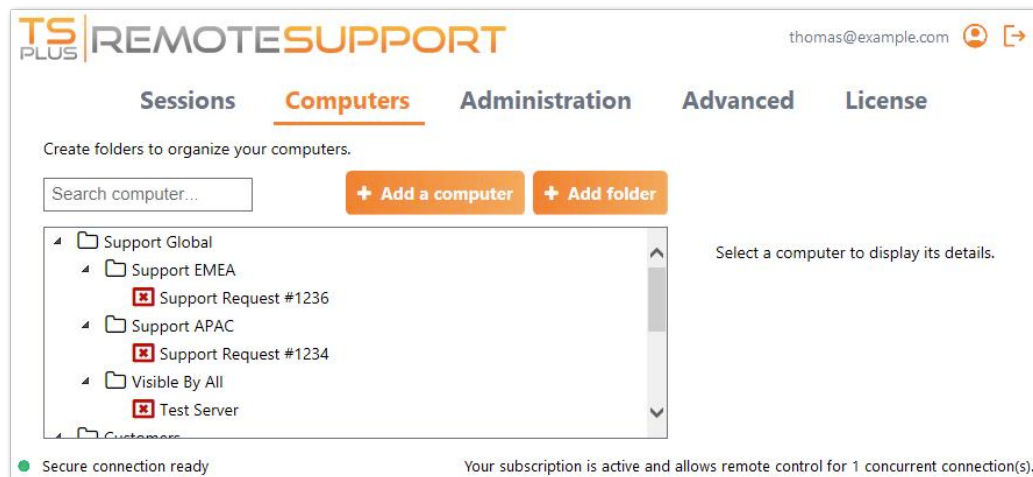 TS PLUS REMOTESUPPORT
thomas@example.com
Sessions Computers Administration Advanced License
Create folders to organize your computers.
Search computer...
+ Add a computer
+ Add folder
Support Global
Support EMEA
Support Request #1236
Support APAC
Support Request #1234
Visible By All
Test Server
Customers
Select a computer to display its details.
Secure connection ready
Your subscription is active and allows remote control for 1 concurrent connection(s).